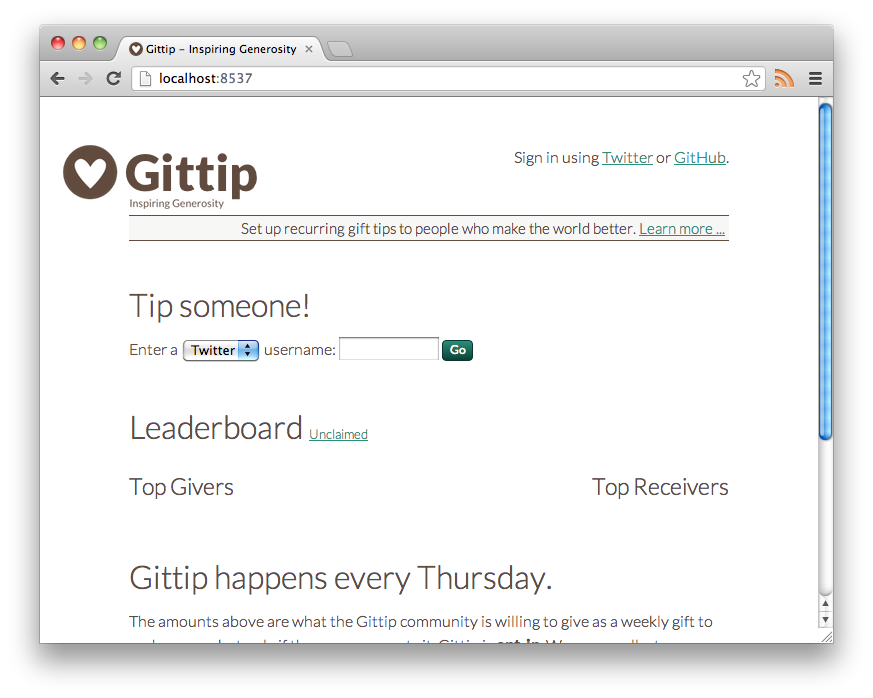 Gittip – Inspiring Generosity
localhost:8537
Gittip
Inspiring Generosity
Sign in using Twitter or GitHub.
Set up recurring gift tips to people who make the world better. Learn more ...
Tip someone!
Enter a Twitter username: Go
Leaderboard Unclaimed
Top Givers Top Receivers
Gittip happens every Thursday.
The amounts above are what the Gittip community is willing to give as a weekly gift to